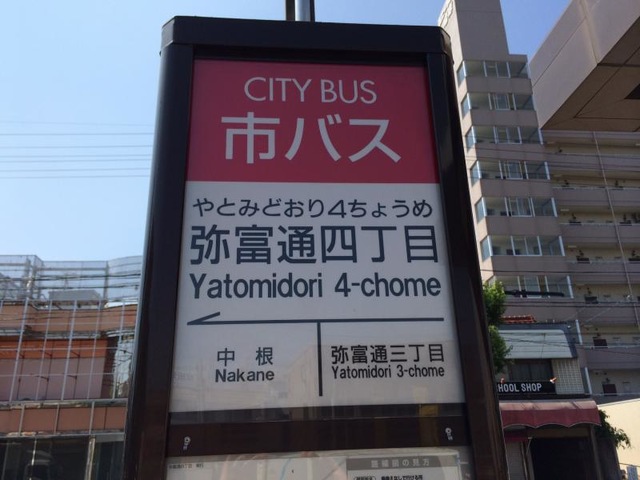 CITY BUS
市バス
やとみどおり4ちょうめ
弥富通四丁目
Yatomidori 4-chome
中根
Nakane
弥富通三丁目
Yatomidori 3-chome
HOOL SHOP